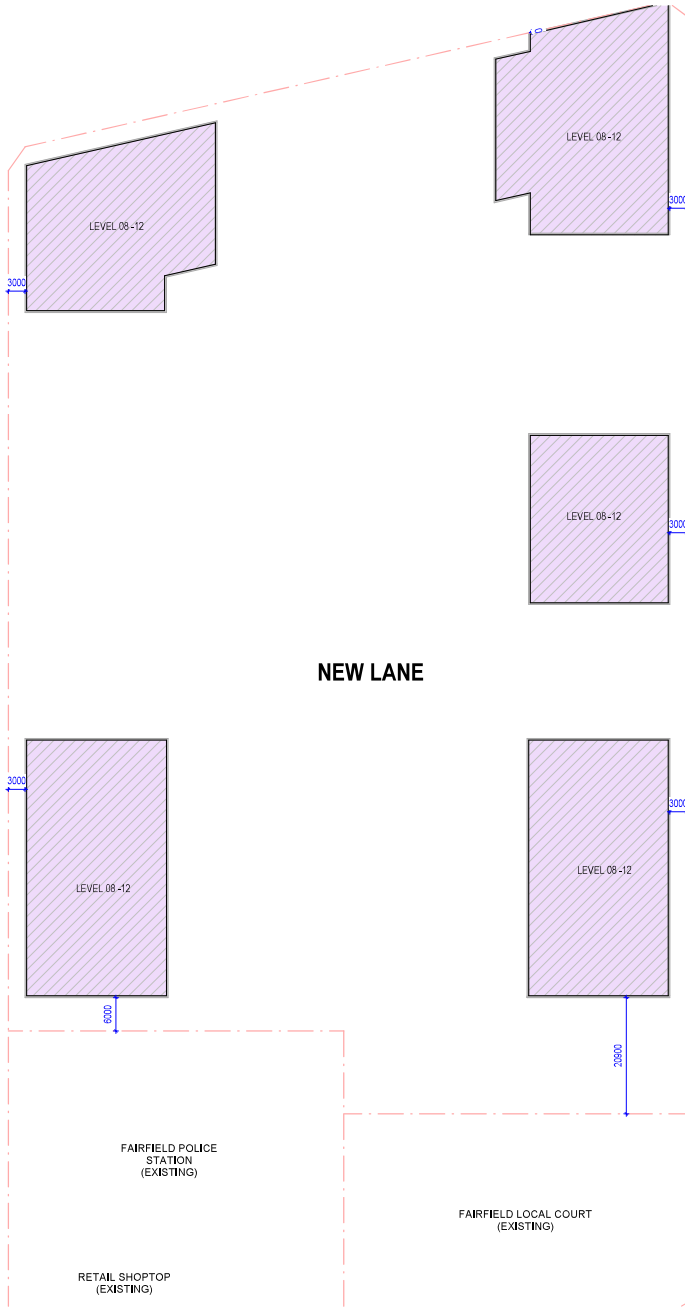 0
LEVEL 08 -12
3000
LEVEL 08 -12
3000
LEVEL 08 -12
3000
NEW LANE
3000
3000
LEVEL 08 -12
LEVEL 08 -12
6000
20900
FAIRFIELD POLICE
STATION
(EXISTING)
FAIRFIELD LOCAL COURT
(EXISTING)
RETAIL SHOPTOP
(EXISTING)